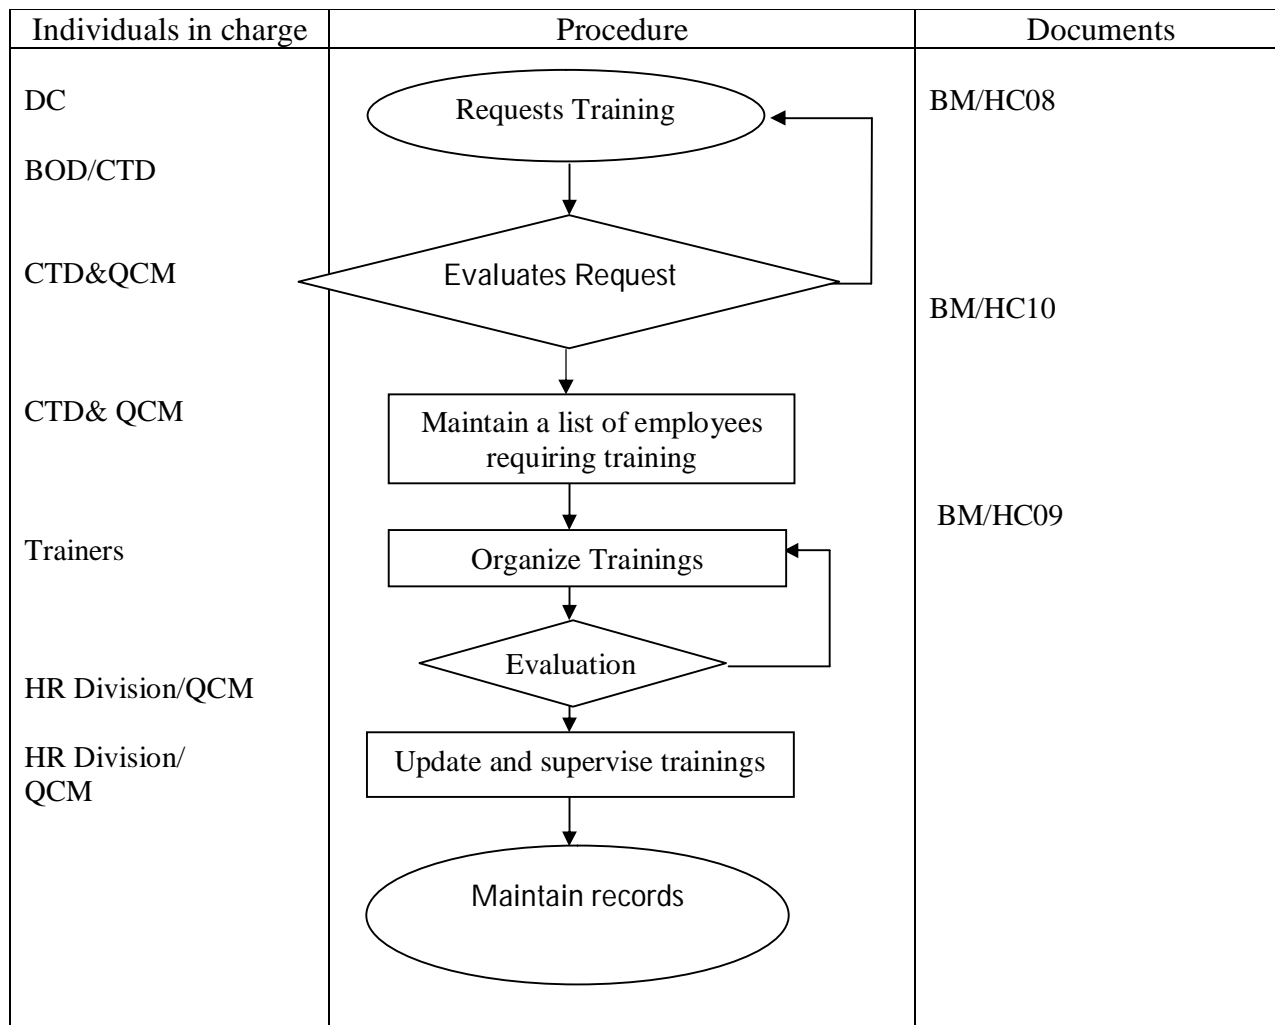 Individuals in charge
Procedure
Documents
DC
Requests Training
BM/HC08
BOD/CTD
CTD&QCM
Evaluates Request
BM/HC10
CTD& QCM
Maintain a list of employees
requiring training
BM/HC09
Trainers
Organize Trainings
Evaluation
HR Division/QCM
HR Division/
QCM
Update and supervise trainings
Maintain records